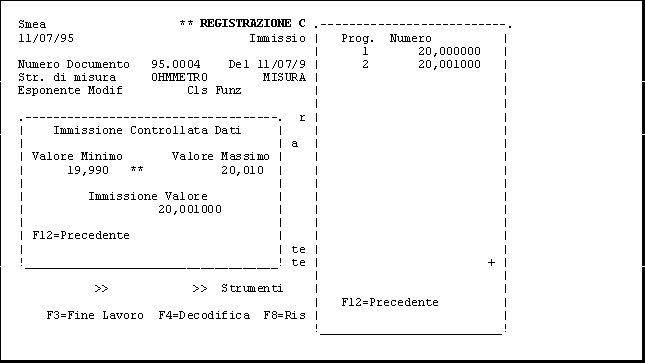 Smea ** REGISTRAZIONE C
11/07/95 Immissio
Prog. Numero
1 20,000000
2 20,001000
Numero Documento 95.0004 Del 11/07/9
Str. di misura OHMMETRO MISURA
Esponente Modif Cls Funz
r
Immissione Controllata Dati
a
Valore Minimo Valore Massimo
19,990 ** 20,010
Immissione Valore
20,001000
F12=Precedente
te
te +
>> >> Strumenti
F12=Precedente
F3=Fine Lavoro F4=Decodifica F8=Ris